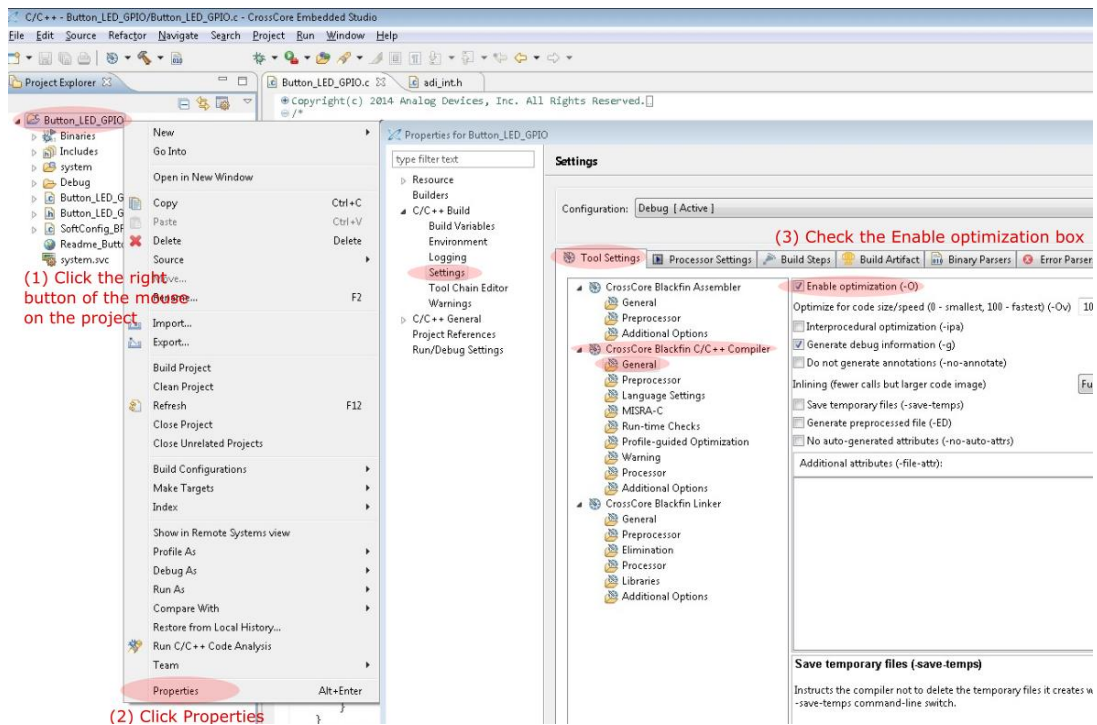 C/C++ - Button_LED_GPIO/Button_LED_GPIO.c - CrossCore Embedded Studio
File Edit Source Refactor Navigate Search Project Run Window Help
Project Explorer
Button_LED_GPIO.c
adi_int.h
Copyright(c) 2014 Analog Devices, Inc. All Rights Reserved.
/*
Button_LED_GPIO
Binaries
Includes
system
Debug
Button_LED_G
Button_LED_G
SoftConfig_BF
Readme_Butto
system.svc
(1) Click the right
button of the mouse
on the project
New
Go Into
Open in New Window
Copy Ctrl+C
Paste Ctrl+V
Delete Delete
Source
F2
Import...
Export...
Build Project
Clean Project
Refresh F12
Close Project
Close Unrelated Projects
Build Configurations
Make Targets
Index
Show in Remote Systems view
Profile As
Debug As
Run As
Compare With
Restore from Local History...
Run C/C++ Code Analysis
Team
Properties Alt+Enter
(2) Click Properties
}
}
Properties for Button_LED_GPIO
type filter text
Resource
Builders
C/C++ Build
Build Variables
Environment
Logging
Settings
Tool Chain Editor
Warnings
C/C++ General
Project References
Run/Debug Settings
Settings
Configuration: Debug [ Active ]
(3) Check the Enable optimization box
Tool Settings Processor Settings Build Steps Build Artifact Binary Parsers Error Parsers
CrossCore Blackfin Assembler
General
Preprocessor
Additional Options
CrossCore Blackfin C/C++ Compiler
General
Preprocessor
Language Settings
MISRA-C
Run-time Checks
Profile-guided Optimization
Warning
Processor
Additional Options
CrossCore Blackfin Linker
General
Preprocessor
Elimination
Processor
Libraries
Additional Options
Enable optimization (-O)
Optimize for code size/speed (0 - smallest, 100 - fastest) (-Ov) 10
Interprocedural optimization (-ipa)
Generate debug information (-g)
Do not generate annotations (-no-annotate)
Inlining (fewer calls but larger code image) Fu
Save temporary files (-save-temps)
Generate preprocessed file (-ED)
No auto-generated attributes (-no-auto-attrs)
Additional attributes (-file-attr):
Save temporary files (-save-temps)
Instructs the compiler not to delete the temporary files it creates w
-save-temps command-line switch.